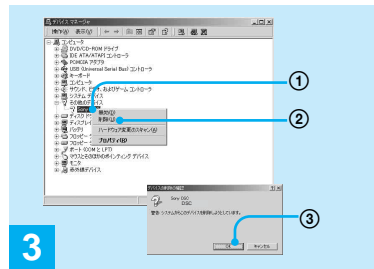 デバイス マネージャ
操作(A) 表示(V)
コンピュータ
DVD/CD-ROM ドライブ
IDE ATA/ATAPI コントローラ
PCMCIA アダプタ
USB (Universal Serial Bus) コントローラ
キーボード
コンピュータ
サウンド、ビデオ、およびゲーム コントローラ
システム デバイス
その他のデバイス
Sony
①
無効(D)
削除(U)
②
ハードウェア変更のスキャン(A)
プロパティ(R)
ディスク ド
ディスプレイ
バッテリ
フロッピー
フロッピー
ポート (COM と LPT)
マウスとそのほかのポインティング デバイス
モニタ
赤外線デバイス
デバイス削除の確認
Sony DSC
DSC
警告: システムからこのデバイスを削除しようとしています。
③
OK キャンセル
3